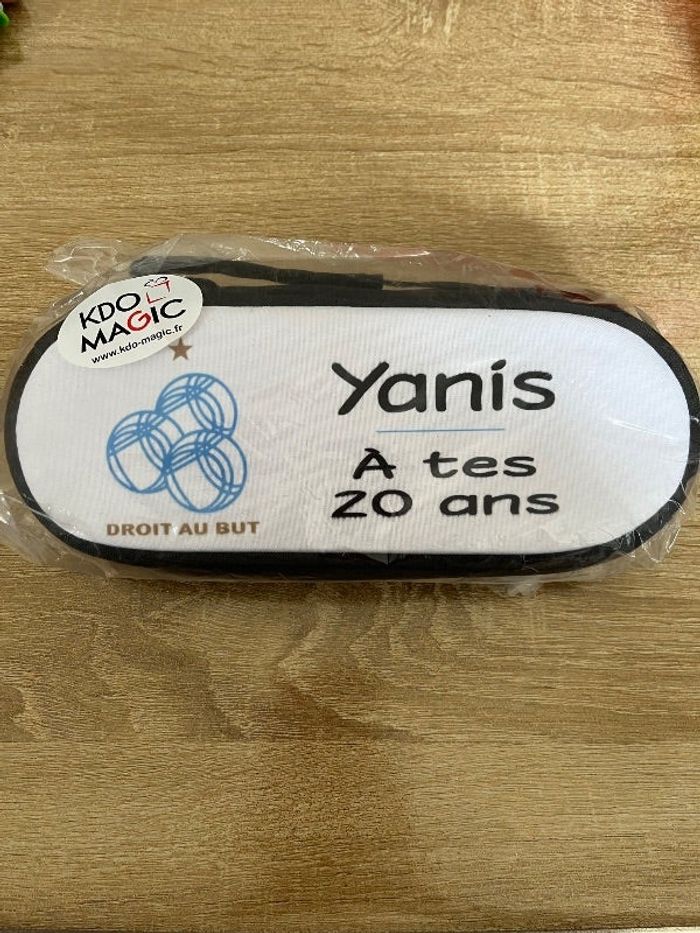 KDO
MAGIC
www.kdo-magic.fr
DROIT AU BUT
Yanis
À tes
20 ans